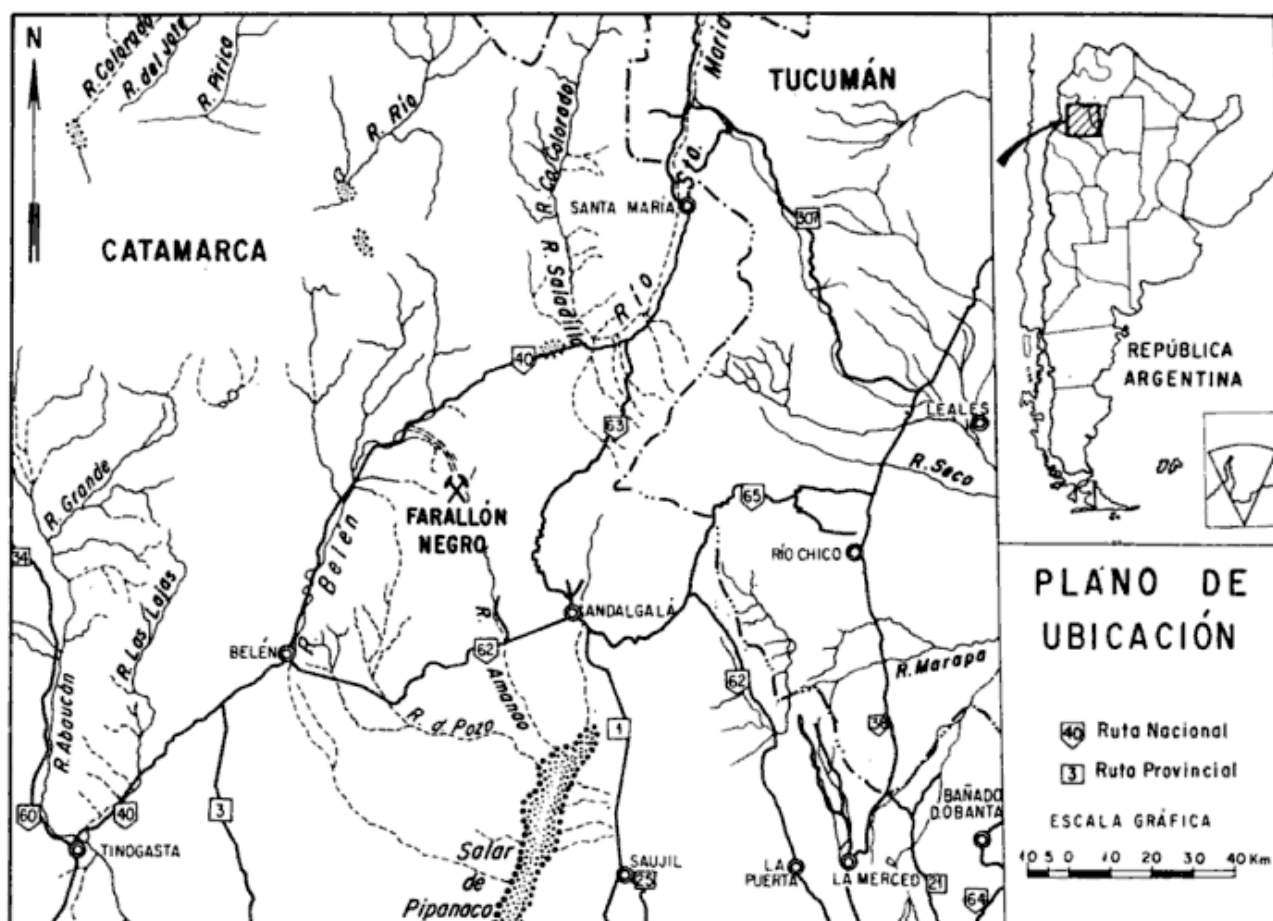 N
R. Colorado
R. del Jote
R. Pirica
R. Río
R. Co. Colorado
R. Saladillo
María
Sta.
Río
TUCUMÁN
CATAMARCA
SANTA MARÍA
307
40
63
LEALES
R. Seco
65
RÍO CHICO
R. Grande
34
FARALLÓN
NEGRO
R. Belén
R. Las Lajas
R. Abaucán
BELÉN
ANDALGALÁ
62
R. Amanao
R. d. Pozo
62
R. Marapa
1
38
60
40
3
TINOGASTA
Salar
de
Pipanaco
SAUJIL
LA
PUERTA
LA MERCED
21
BAÑADO
D.OBANTA
64
REPÚBLICA
ARGENTINA
PLANO DE
UBICACIÓN
40 Ruta Nacional
3 Ruta Provincial
ESCALA GRÁFICA
10 5 0 10 20 30 40 Km